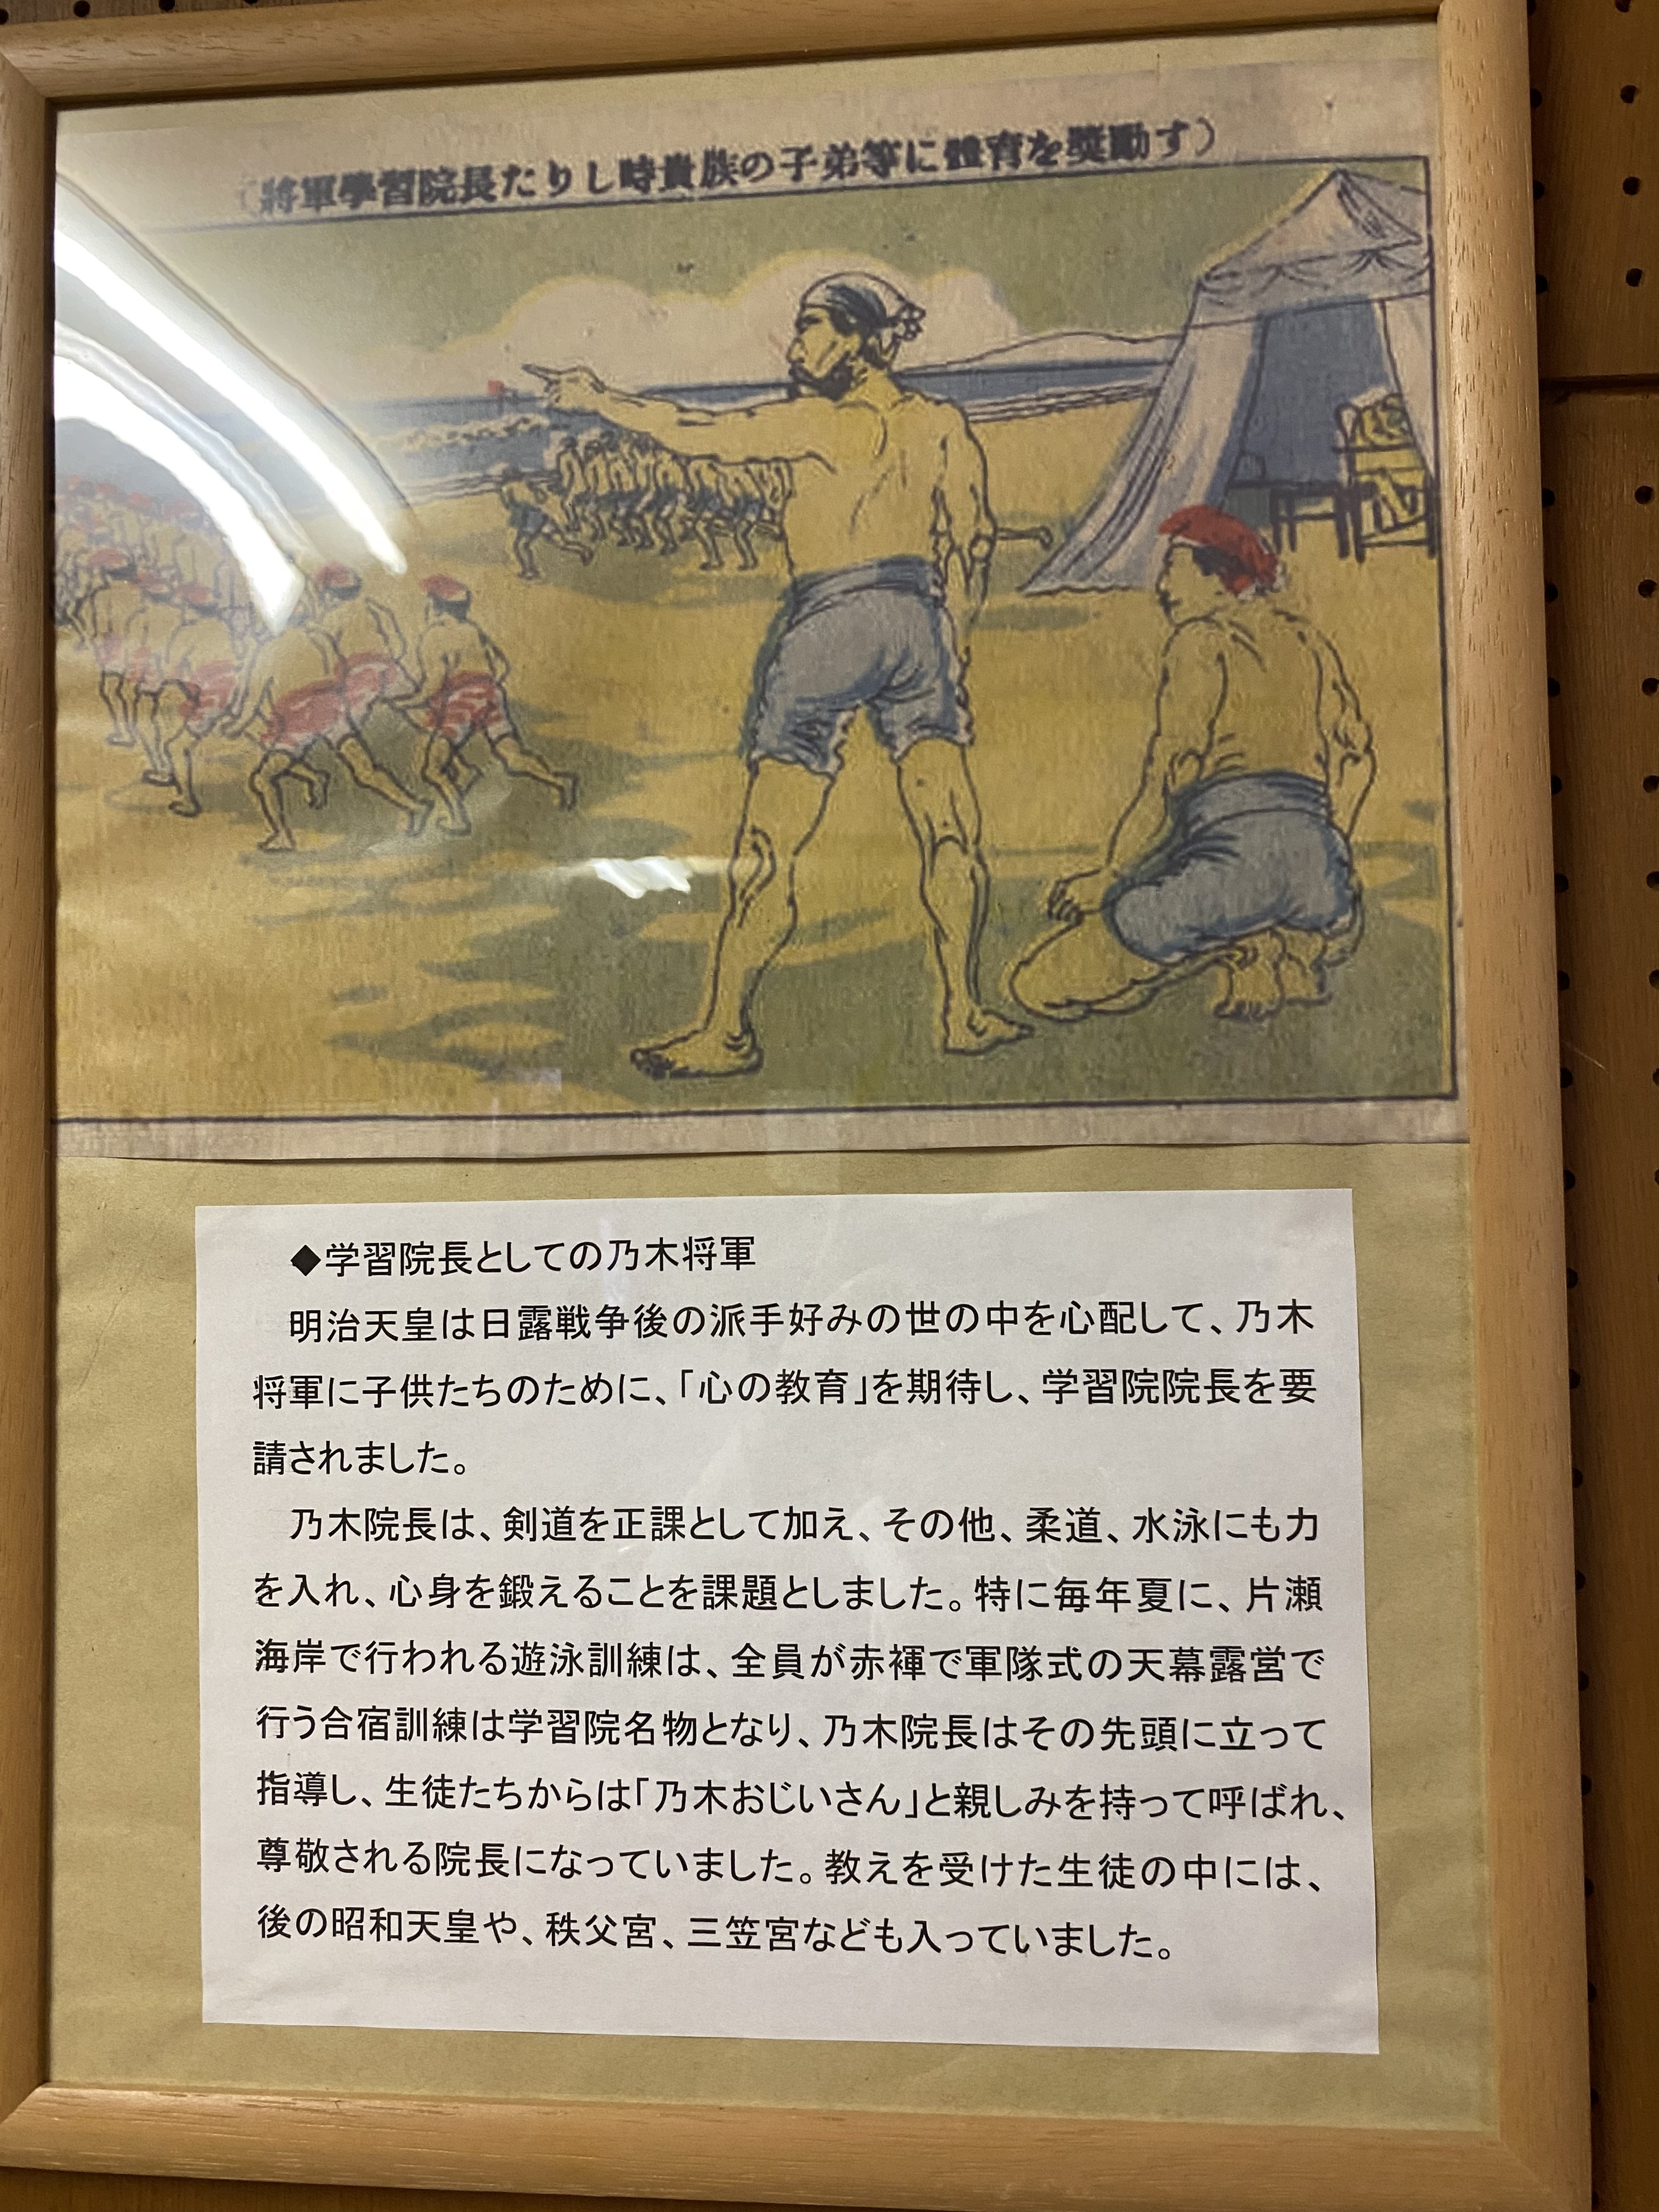 （將軍學習院長たりし時貴族の子弟等に體育を奬勵す）
◆学習院長としての乃木将軍
明治天皇は日露戦争後の派手好みの世の中を心配して、乃木
将軍に子供たちのために、「心の教育」を期待し、学習院院長を要
請されました。
乃木院長は、剣道を正課として加え、その他、柔道、水泳にも力
を入れ、心身を鍛えることを課題としました。特に毎年夏に、片瀬
海岸で行われる遊泳訓練は、全員が赤褌で軍隊式の天幕露営で
行う合宿訓練は学習院名物となり、乃木院長はその先頭に立って
指導し、生徒たちからは「乃木おじいさん」と親しみを持って呼ばれ、
尊敬される院長になっていました。教えを受けた生徒の中には、
後の昭和天皇や、秩父宮、三笠宮なども入っていました。